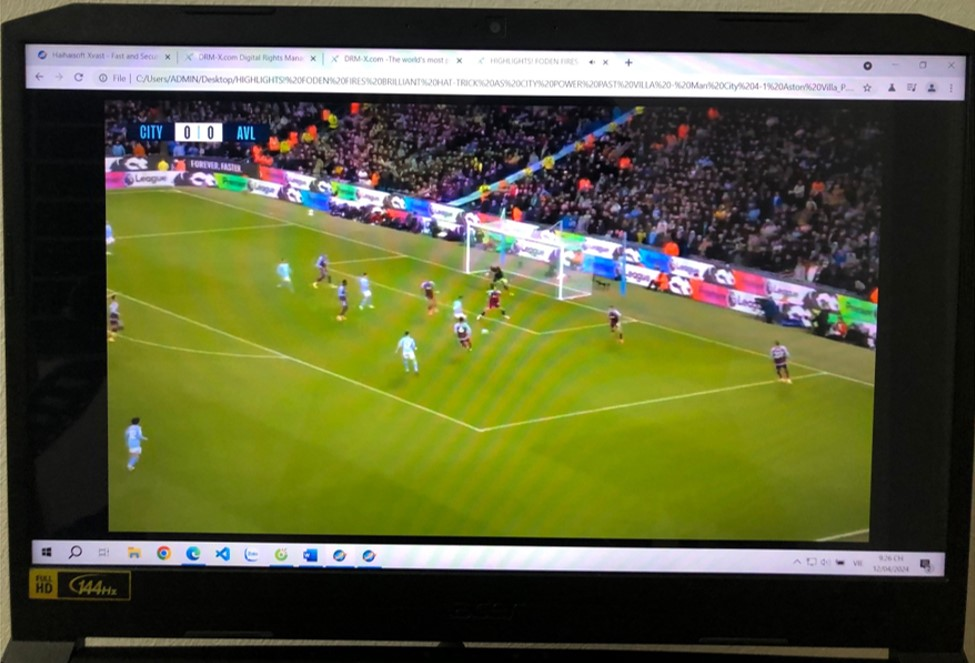 Haihaisoft Xvast - Fast and Secu
DRM-X.com Digital Rights Mana
DRM-X.com -The world's most c
HIGHLIGHTS! FODEN FIRES
File | C:/Users/ADMIN/Desktop/HIGHLIGHTS!%20FODEN%20FIRES%20BRILLIANT%20HAT-TRICK%20AS%20CITY%20POWER%20PAST%20VILLA%20-%20Man%20City%204-1%20Aston%20Villa_P...
CITY 0 0 AVL
FOREVER. FASTER.
League
League
League
VIE
9:26 CH
12/04/2024
FULL HD
144Hz
acer